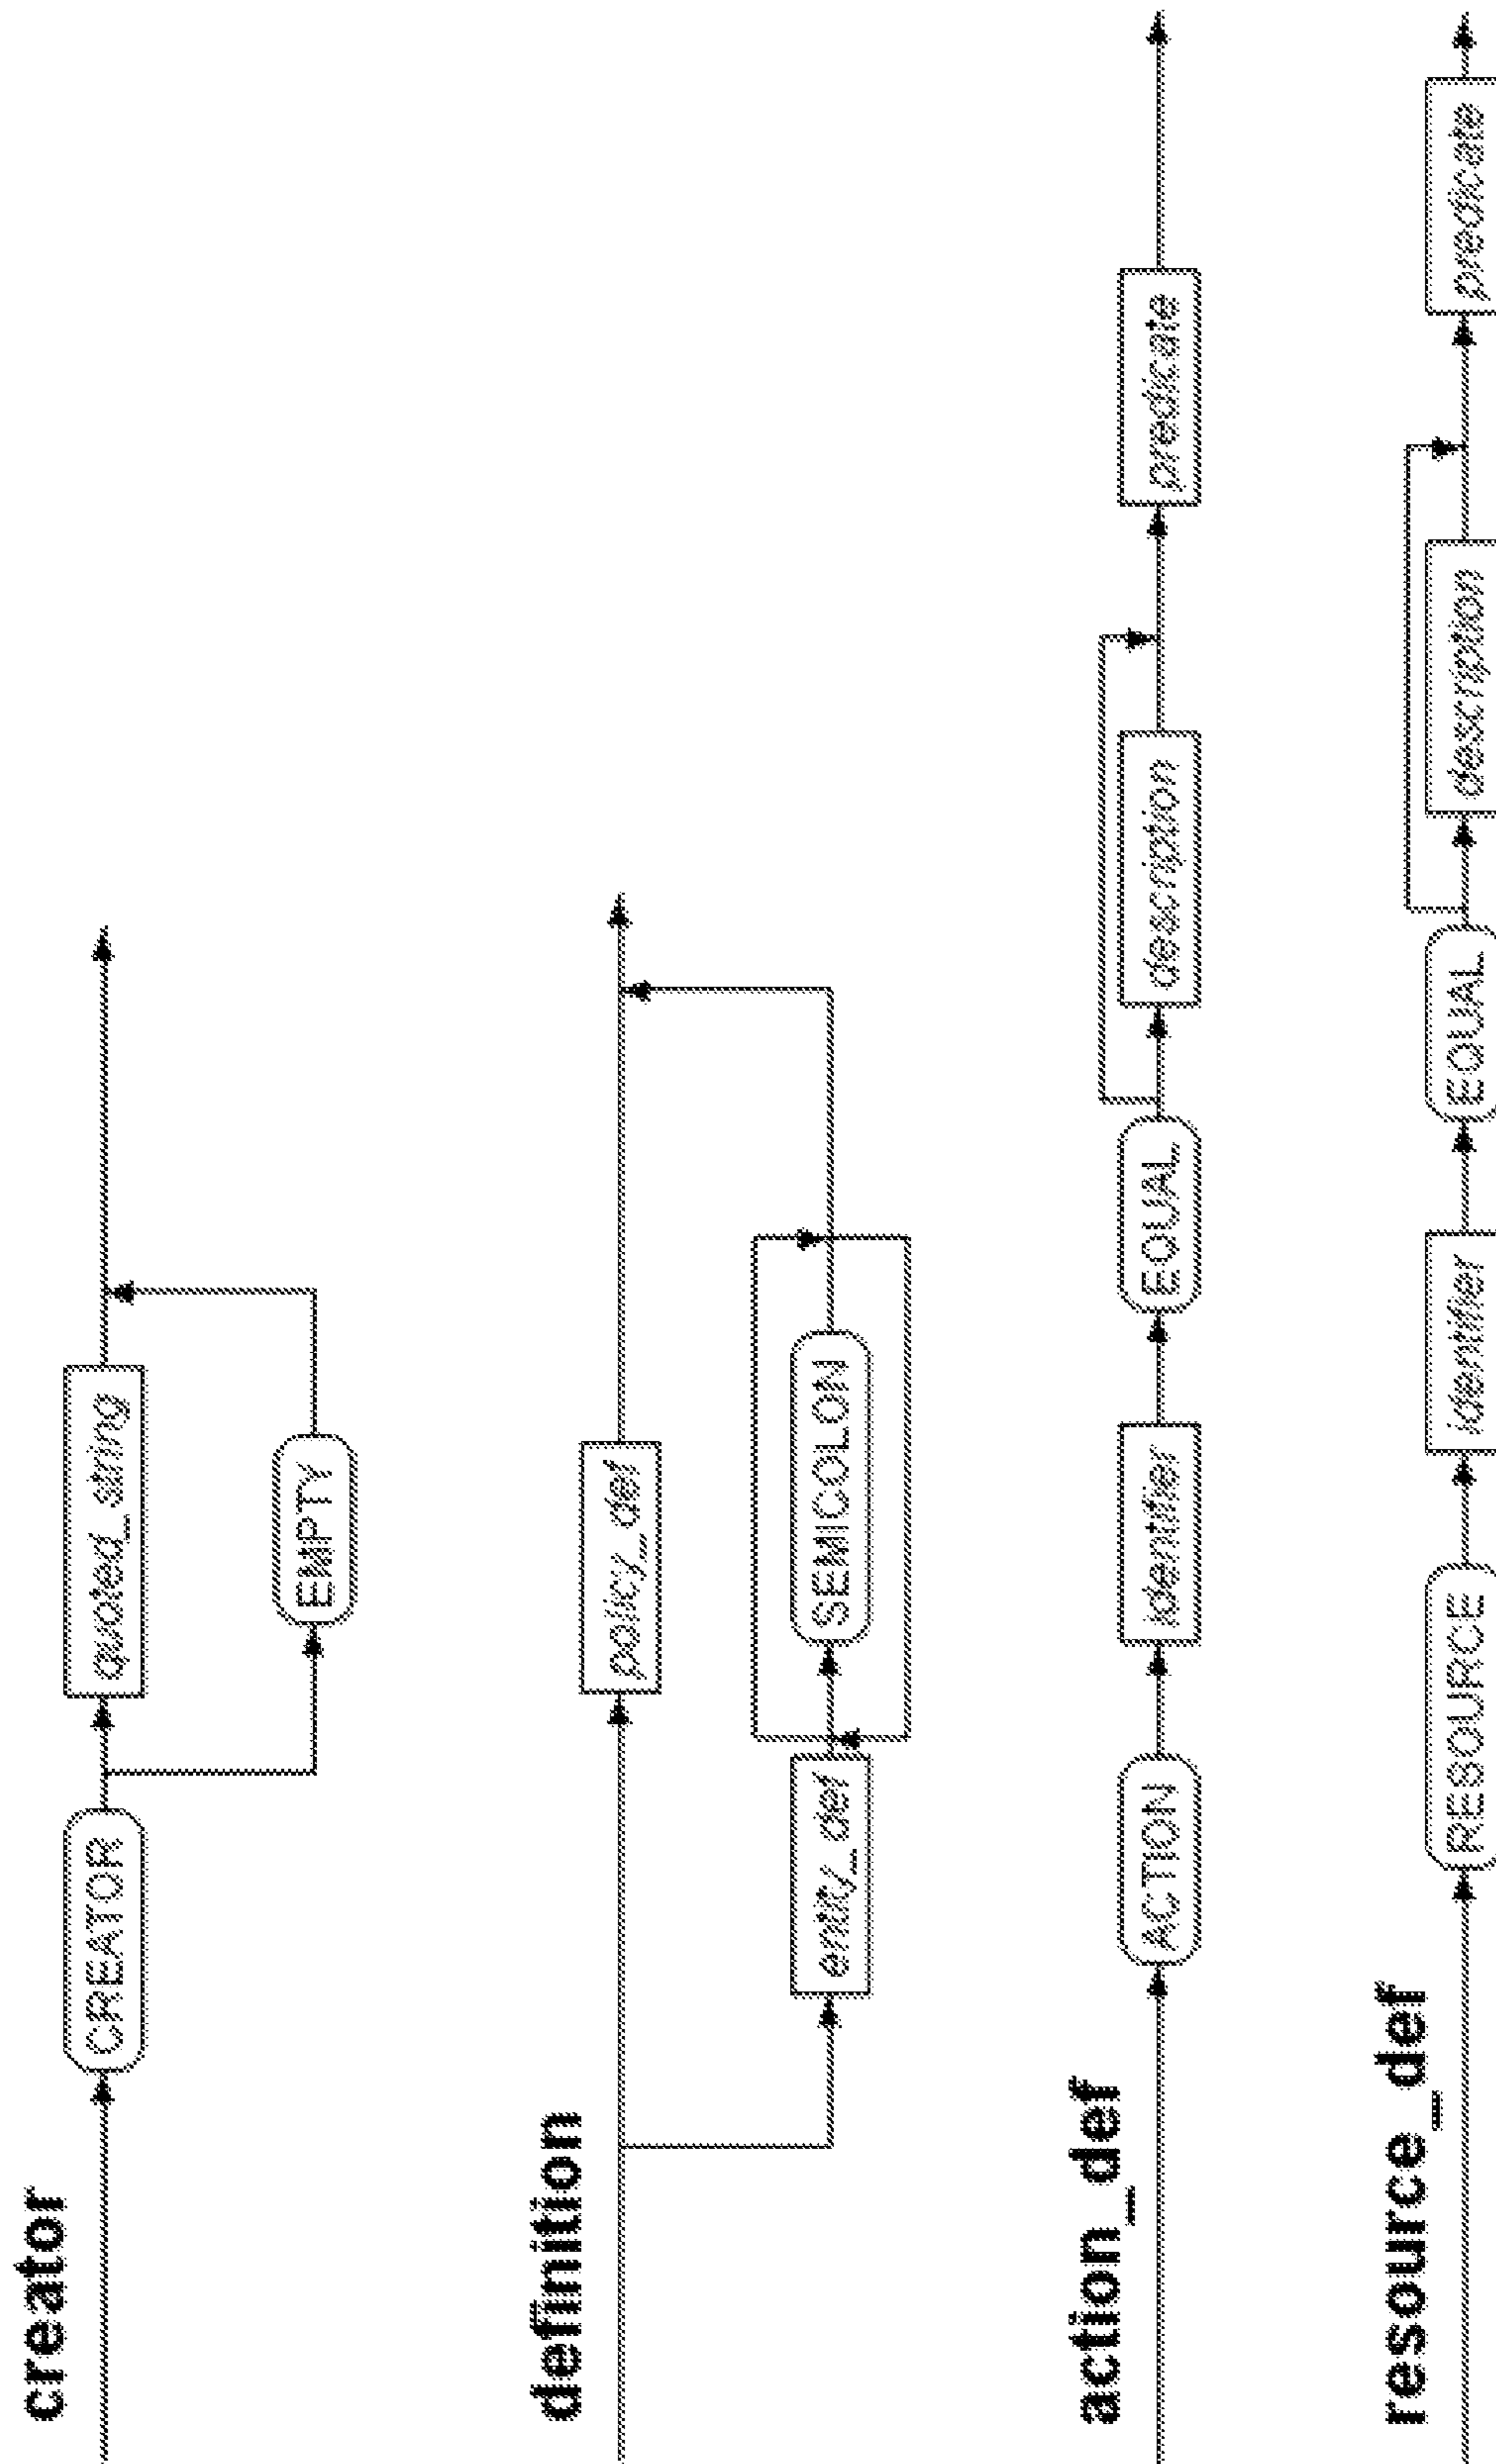 creator
CREATOR
quoted_string
EMPTY
definition
policy_def
entity_def
SEMICOLON
action_def
ACTION
identifier
EQUAL
description
predicate
resource_def
RESOURCE
identifier
EQUAL
description
predicate